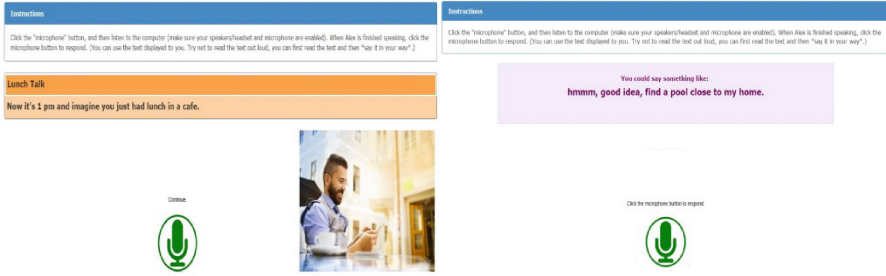 Instructions
Click the "microphone" button, and then listen to the computer (make sure your speakers/headset and microphone are enabled). When Alex is finished speaking, click the
microphone button to respond. (You can use the text displayed to you. Try not to read the text out loud, you can first read the text and then "say it in your way".)
Lunch Talk
Now it's 1 pm and imagine you just had lunch in a cafe.
Continue
Instructions
Click the "microphone" button, and then listen to the computer (make sure your speakers/headset and microphone are enabled). When Alex is finished speaking, click the
microphone button to respond. (You can use the text displayed to you. Try not to read the text out loud, you can first read the text and then "say it in your way".)
You could say something like:
hmmm, good idea, find a pool close to my home.
Click the microphone button is respond.